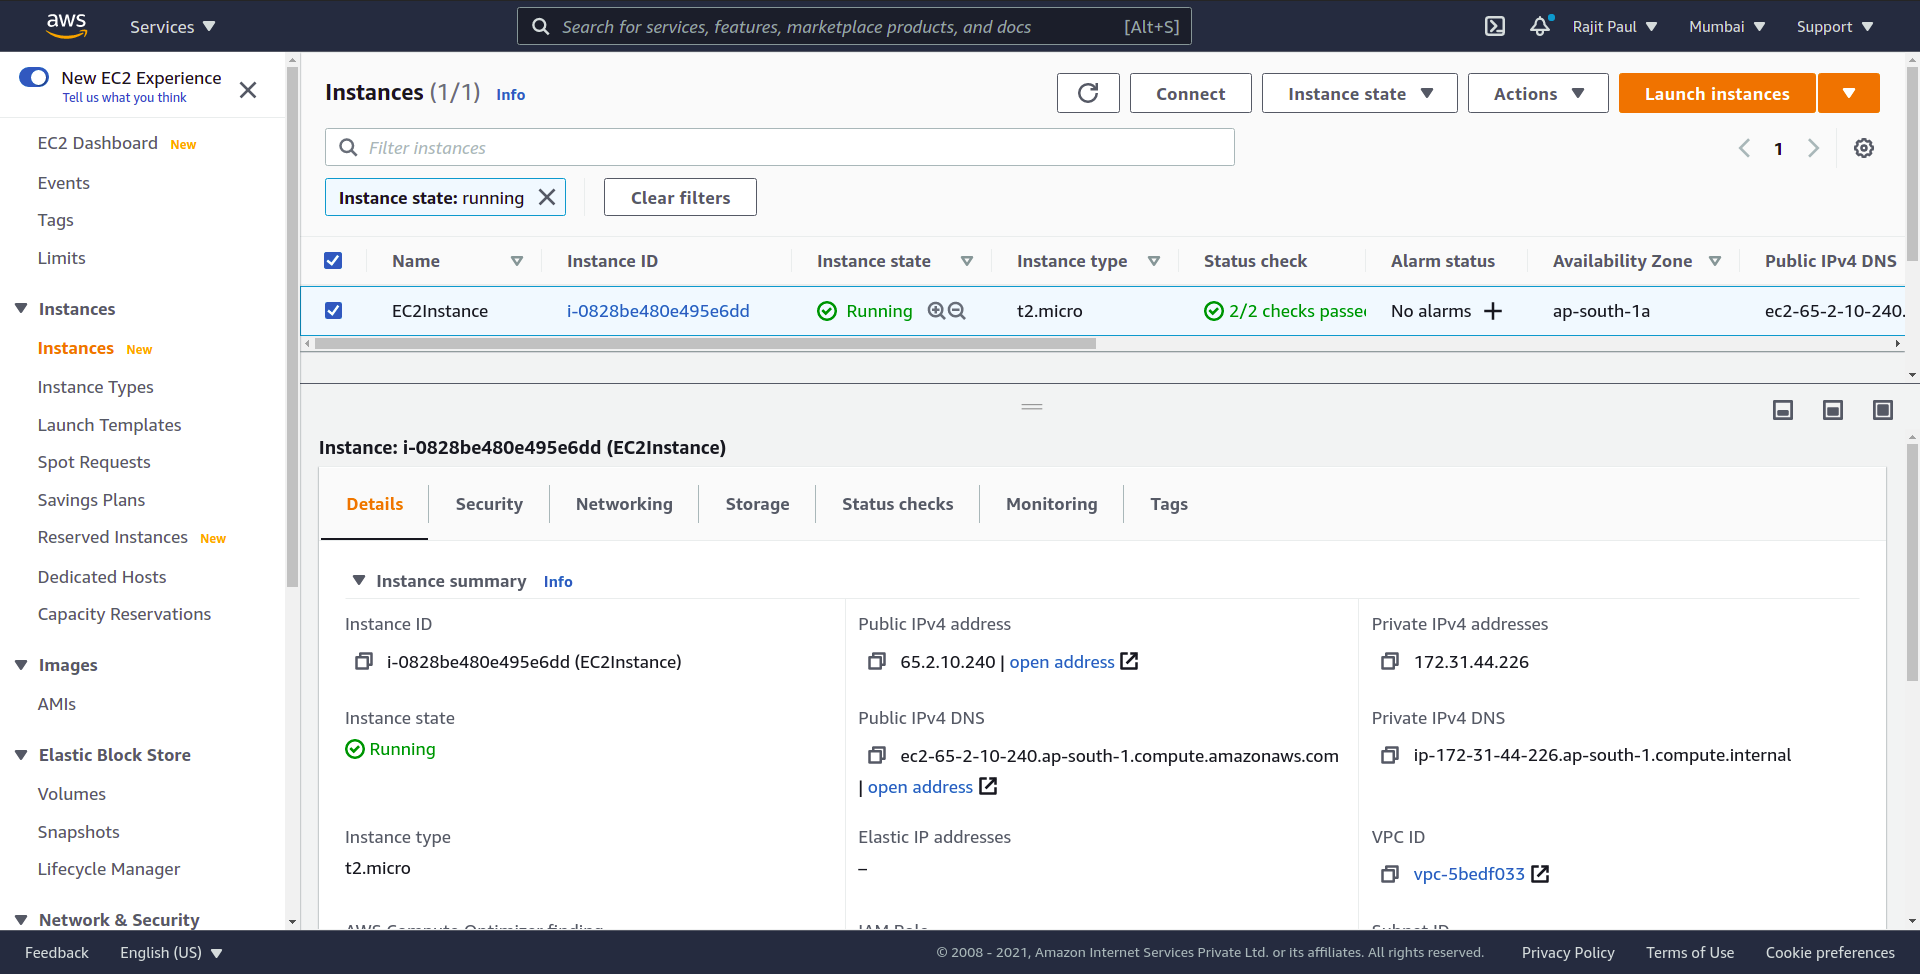 aws Services Search for services, features, marketplace products, and docs [Alt+S] Rajit Paul Mumbai Support
New EC2 Experience
Tell us what you think
EC2 Dashboard New
Events
Tags
Limits
Instances
Instances New
Instance Types
Launch Templates
Spot Requests
Savings Plans
Reserved Instances New
Dedicated Hosts
Capacity Reservations
Images
AMIs
Elastic Block Store
Volumes
Snapshots
Lifecycle Manager
Network & Security
Instances (1/1) Info Connect Instance state Actions Launch instances
Filter instances
1
Instance state: running Clear filters
Name Instance ID Instance state Instance type Status check Alarm status Availability Zone Public IPv4 DNS
EC2Instance i-0828be480e495e6dd Running t2.micro 2/2 checks passed No alarms ap-south-1a ec2-65-2-10-240.
Instance: i-0828be480e495e6dd (EC2Instance)
Details Security Networking Storage Status checks Monitoring Tags
Instance summary Info
Instance ID
i-0828be480e495e6dd (EC2Instance)
Public IPv4 address
65.2.10.240 | open address
Private IPv4 addresses
172.31.44.226
Instance state
Running
Public IPv4 DNS
ec2-65-2-10-240.ap-south-1.compute.amazonaws.com
| open address
Private IPv4 DNS
ip-172-31-44-226.ap-south-1.compute.internal
Instance type
t2.micro
Elastic IP addresses
–
VPC ID
vpc-5bedf033
AWS Compute Optimizer finding
IAM Role
Subnet ID
Feedback English (US) © 2008 - 2021, Amazon Internet Services Private Ltd. or its affiliates. All rights reserved. Privacy Policy Terms of Use Cookie preferences